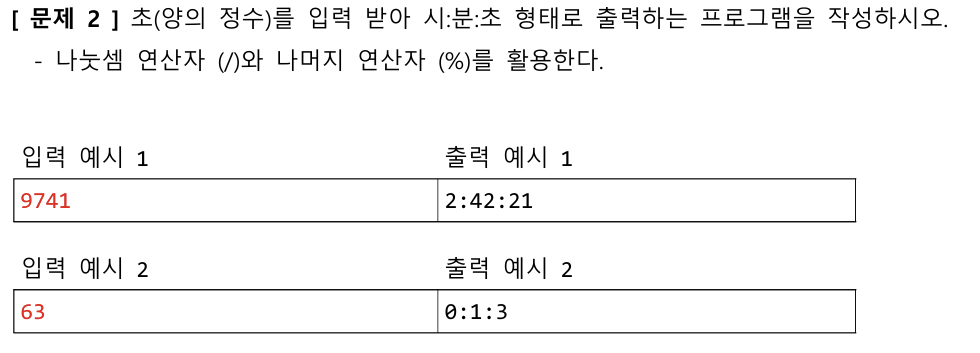 [ 문제 2 ] 초(양의 정수)를 입력 받아 시:분:초 형태로 출력하는 프로그램을 작성하시오.
- 나눗셈 연산자 (/)와 나머지 연산자 (%)를 활용한다.
입력 예시 1 출력 예시 1
9741 2:42:21
입력 예시 2 출력 예시 2
63 0:1:3